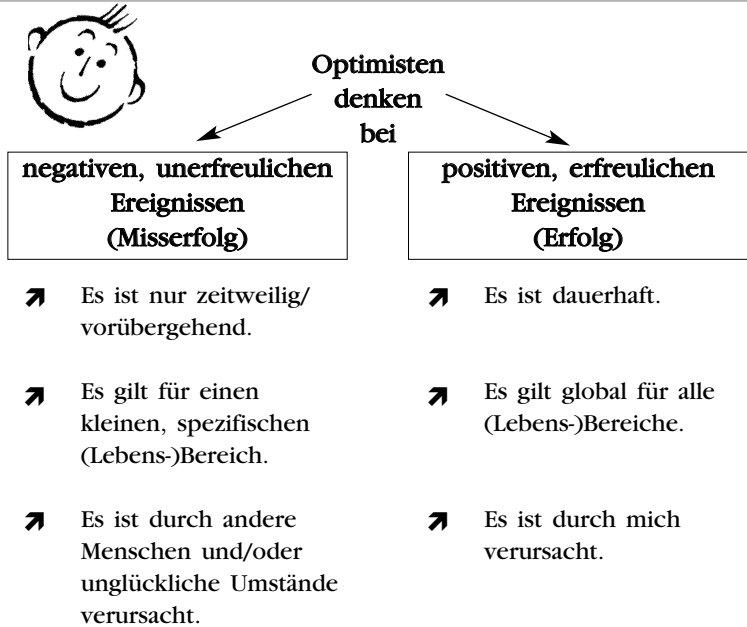 Optimisten
denken
bei
negativen, unerfreulichen
Ereignissen
(Misserfolg)
Es ist nur zeitweilig/
vorübergehend.
Es gilt für einen
kleinen, spezifischen
(Lebens-)Bereich.
Es ist durch andere
Menschen und/oder
unglückliche Umstände
verursacht.
positiven, erfreulichen
Ereignissen
(Erfolg)
Es ist dauerhaft.
Es gilt global für alle
(Lebens-)Bereiche.
Es ist durch mich
verursacht.